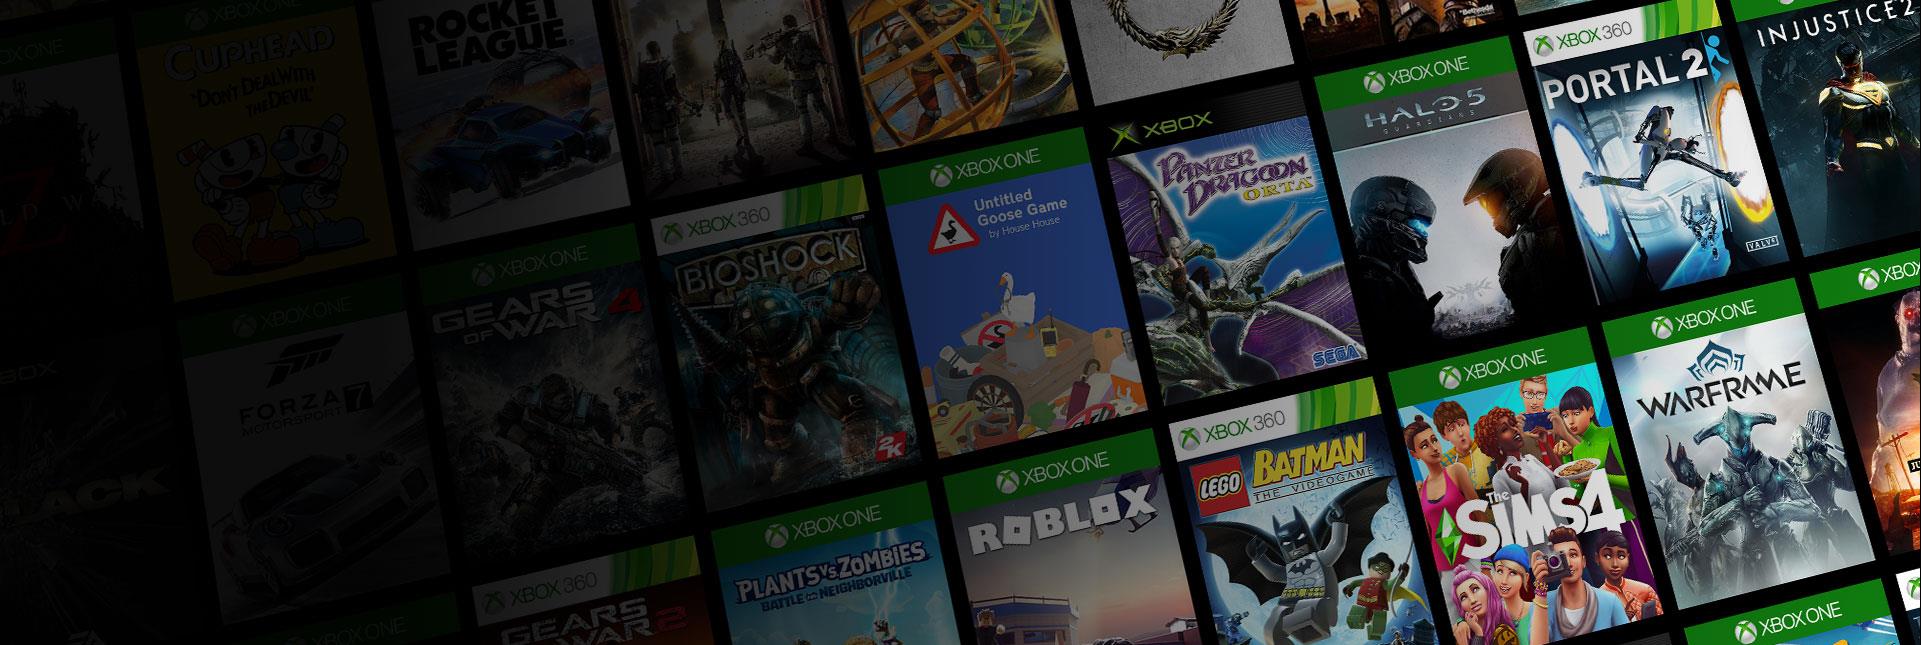 XBOX ONE
CUPHEAD
"DON'T DEAL WITH
THE DEVIL"
ROCKET
LEAGUE
Bethesda
XBOX 360
PORTAL 2
VALVE
INJUSTICE 2
XBOX ONE
HALO 5
GUARDIANS
XBOX
PANZER
DRAGOON
ORTA
SEGA
XBOX ONE
Untitled
Goose Game
by House House
XBOX 360
BIOSHOCK
2K
XBOX ONE
GEARS
OF WAR 4
XBOX ONE
FORZA
MOTORSPORT 7
XBOX
XBOX ONE
WARFRAME
XBOX ONE
The
SIMS 4
XBOX 360
LEGO BATMAN
THE VIDEOGAME
XBOX ONE
ROBLOX
XBOX ONE
PLANTS VS. ZOMBIES
BATTLE for NEIGHBORVILLE
XBOX 360
GEARS
WAR 2
XBOX ONE
XBOX ONE
ACK
EA